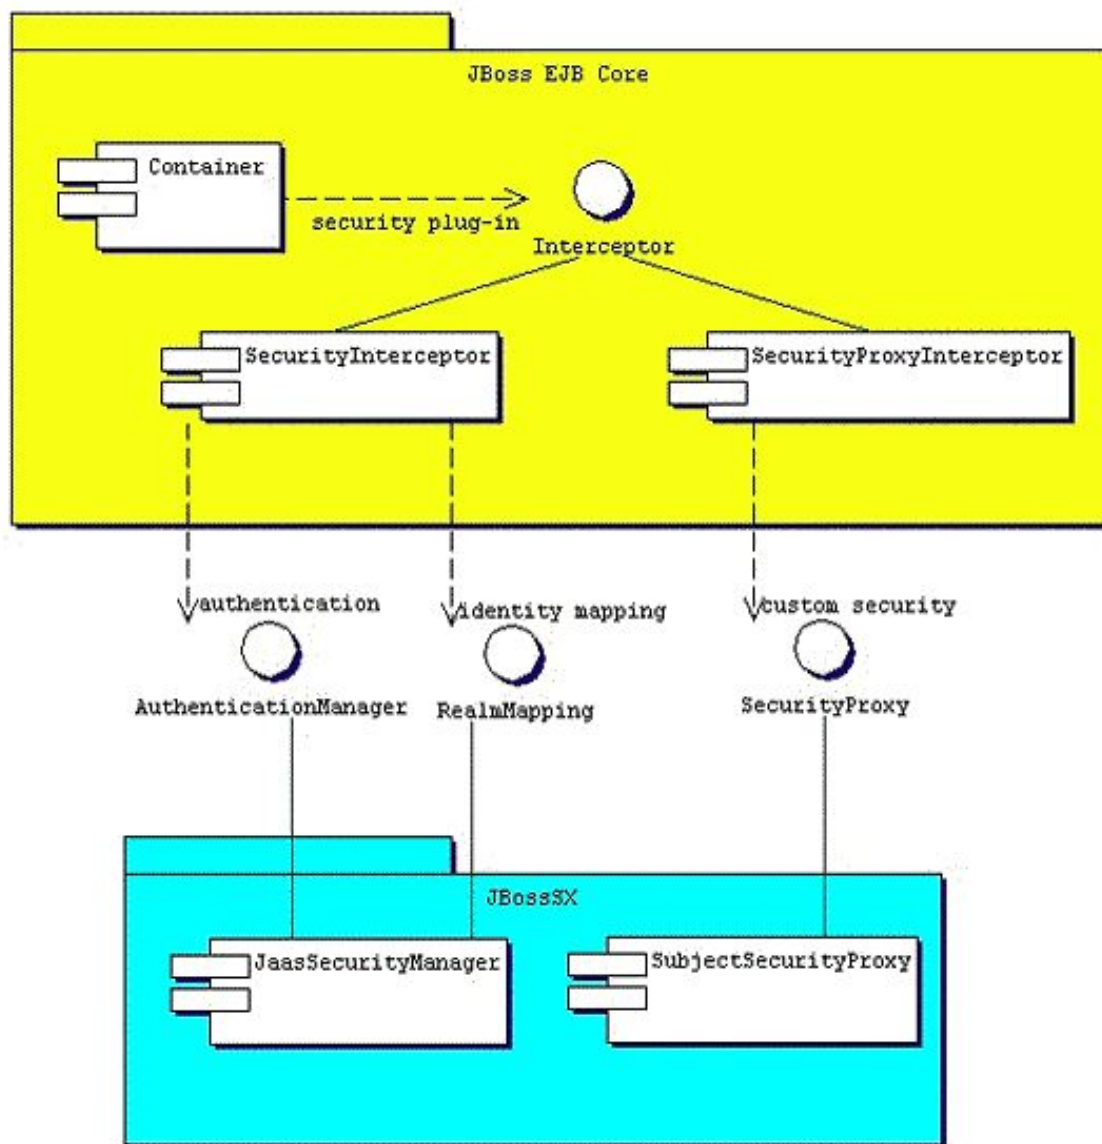 JBoss EJB Core
Container
security plug-in
Interceptor
SecurityInterceptor
SecurityProxyInterceptor
authentication
identity mapping
custom security
AuthenticationManager
RealmMapping
SecurityProxy
JBossSX
JaasSecurityManager
SubjectSecurityProxy